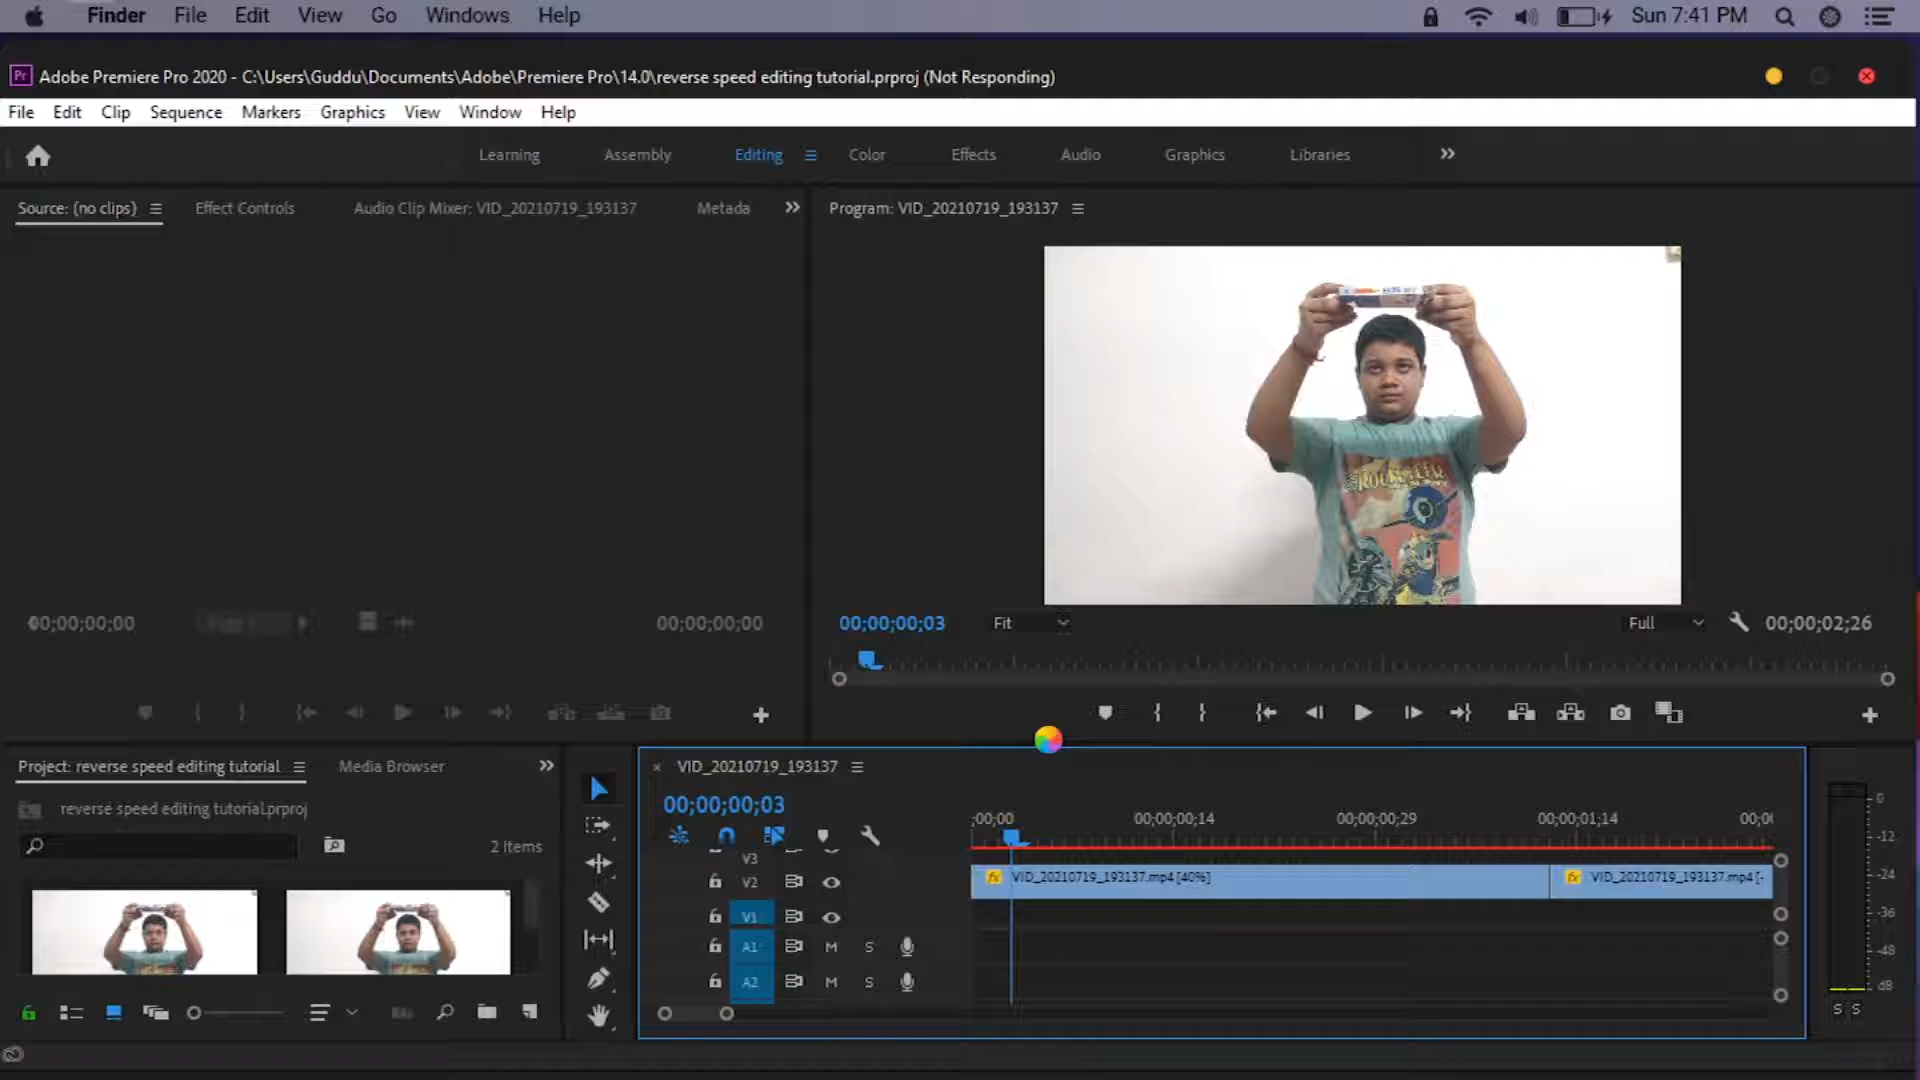 Finder File Edit View Go Windows Help Sun 7:41 PM
Pr Adobe Premiere Pro 2020 - C:\Users\Guddu\Documents\Adobe\Premiere Pro\14.0\reverse speed editing tutorial.prproj (Not Responding)
File Edit Clip Sequence Markers Graphics View Window Help
Learning Assembly Editing Color Effects Audio Graphics Libraries
Source: (no clips) Effect Controls Audio Clip Mixer: VID_20210719_193137 Metada
Program: VID_20210719_193137
00;00;00;00 00;00;00;00
00;00;00;03 Fit Full 00;00;02;26
Project: reverse speed editing tutorial Media Browser
reverse speed editing tutorial.prproj
2 Items
VID_20210719_193137
00;00;00;03
;00;00 00;00;00;14 00;00;00;29 00;00;01;14 00;0
V3
V2 fx VID_20210719_193137.mp4 [40%] fx VID_20210719_193137.mp4 [-
V1
A1 M S
A2 M S
0
-12
-24
-36
-48
dB
S S